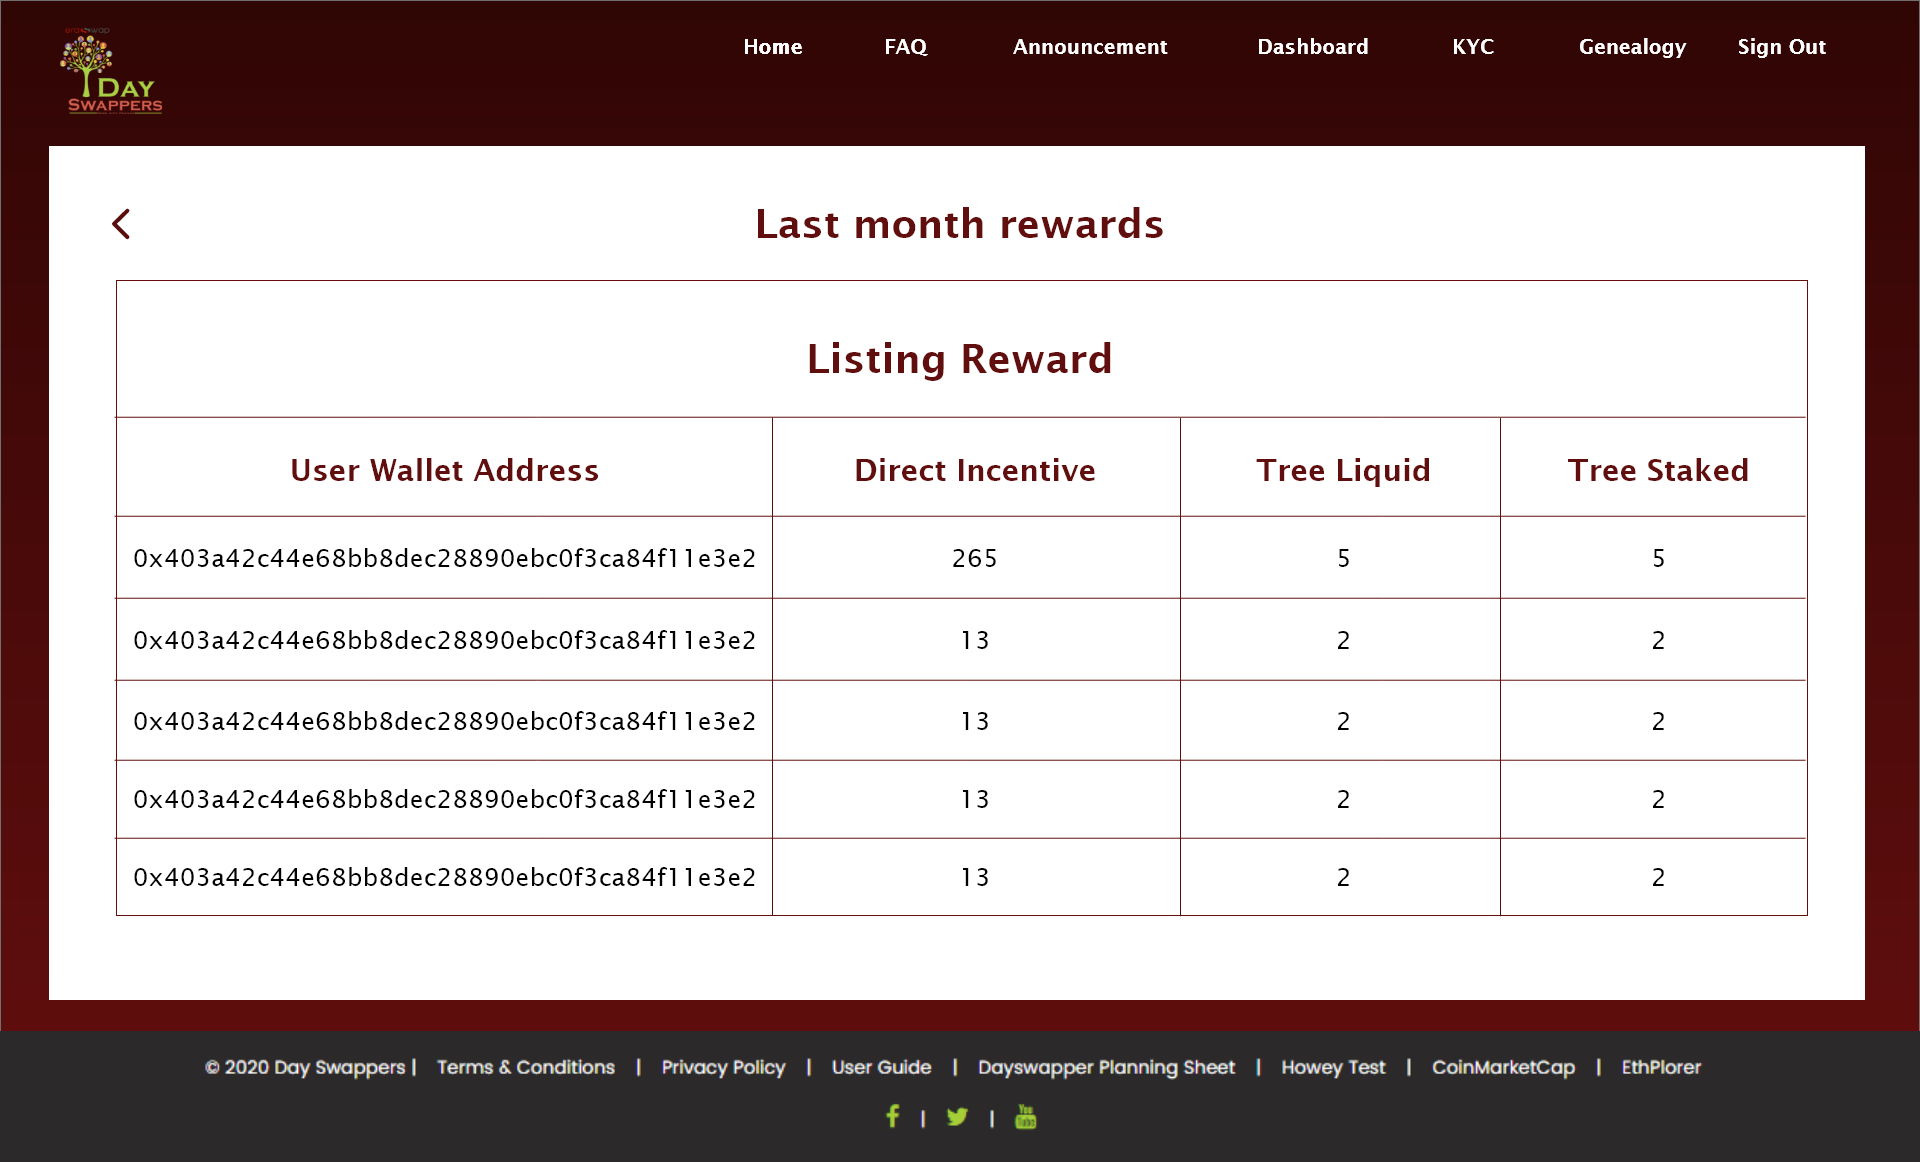 eraswap
DAY
SWAPPERS
Home FAQ Announcement Dashboard KYC Genealogy Sign Out
Last month rewards
Listing Reward
User Wallet Address Direct Incentive Tree Liquid Tree Staked
0x403a42c44e68bb8dec28890ebc0f3ca84f11e3e2 265 5 5
0x403a42c44e68bb8dec28890ebc0f3ca84f11e3e2 13 2 2
0x403a42c44e68bb8dec28890ebc0f3ca84f11e3e2 13 2 2
0x403a42c44e68bb8dec28890ebc0f3ca84f11e3e2 13 2 2
0x403a42c44e68bb8dec28890ebc0f3ca84f11e3e2 13 2 2
© 2020 Day Swappers | Terms & Conditions | Privacy Policy | User Guide | Dayswapper Planning Sheet | Howey Test | CoinMarketCap | EthPlorer
| | You Tube